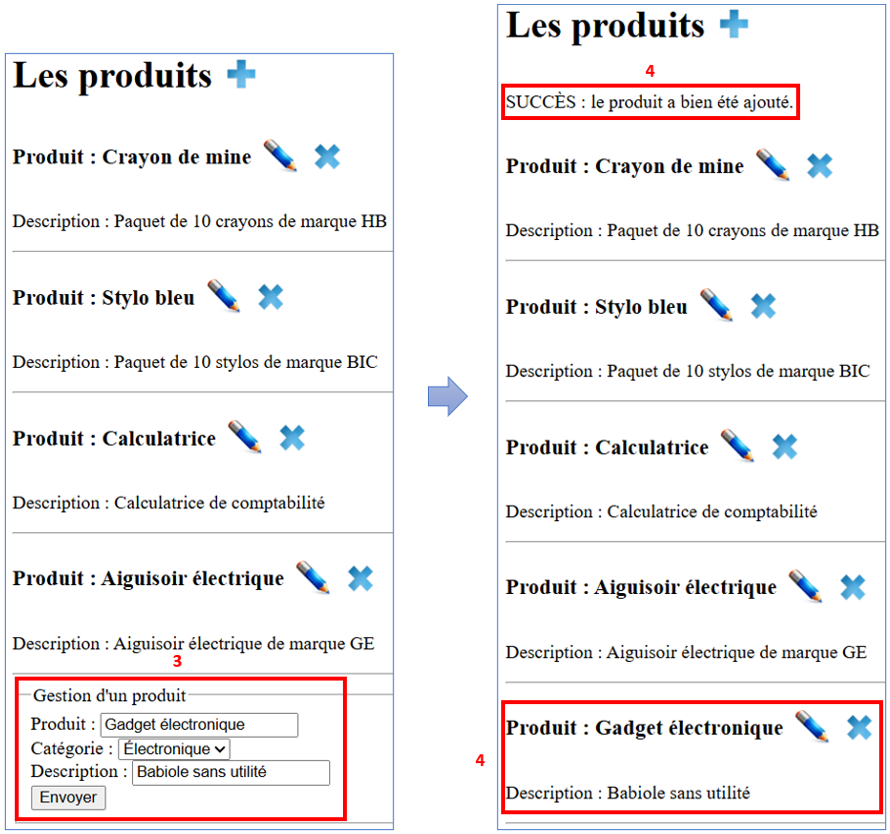 Les produits
Produit : Crayon de mine
Description : Paquet de 10 crayons de marque HB
Produit : Stylo bleu
Description : Paquet de 10 stylos de marque BIC
Produit : Calculatrice
Description : Calculatrice de comptabilité
Produit : Aiguisoir électrique
Description : Aiguisoir électrique de marque GE
3
Gestion d'un produit
Produit : Gadget électronique
Catégorie : Électronique
Description : Babiole sans utilité
Envoyer
Les produits
4
SUCCÈS : le produit a bien été ajouté.
Produit : Crayon de mine
Description : Paquet de 10 crayons de marque HB
Produit : Stylo bleu
Description : Paquet de 10 stylos de marque BIC
Produit : Calculatrice
Description : Calculatrice de comptabilité
Produit : Aiguisoir électrique
Description : Aiguisoir électrique de marque GE
Produit : Gadget électronique
4
Description : Babiole sans utilité